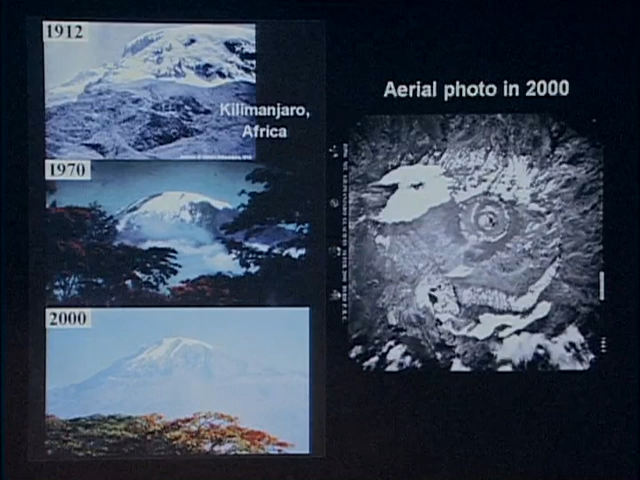 1912
Kilimanjaro,
Africa
1970
2000
Aerial photo in 2000